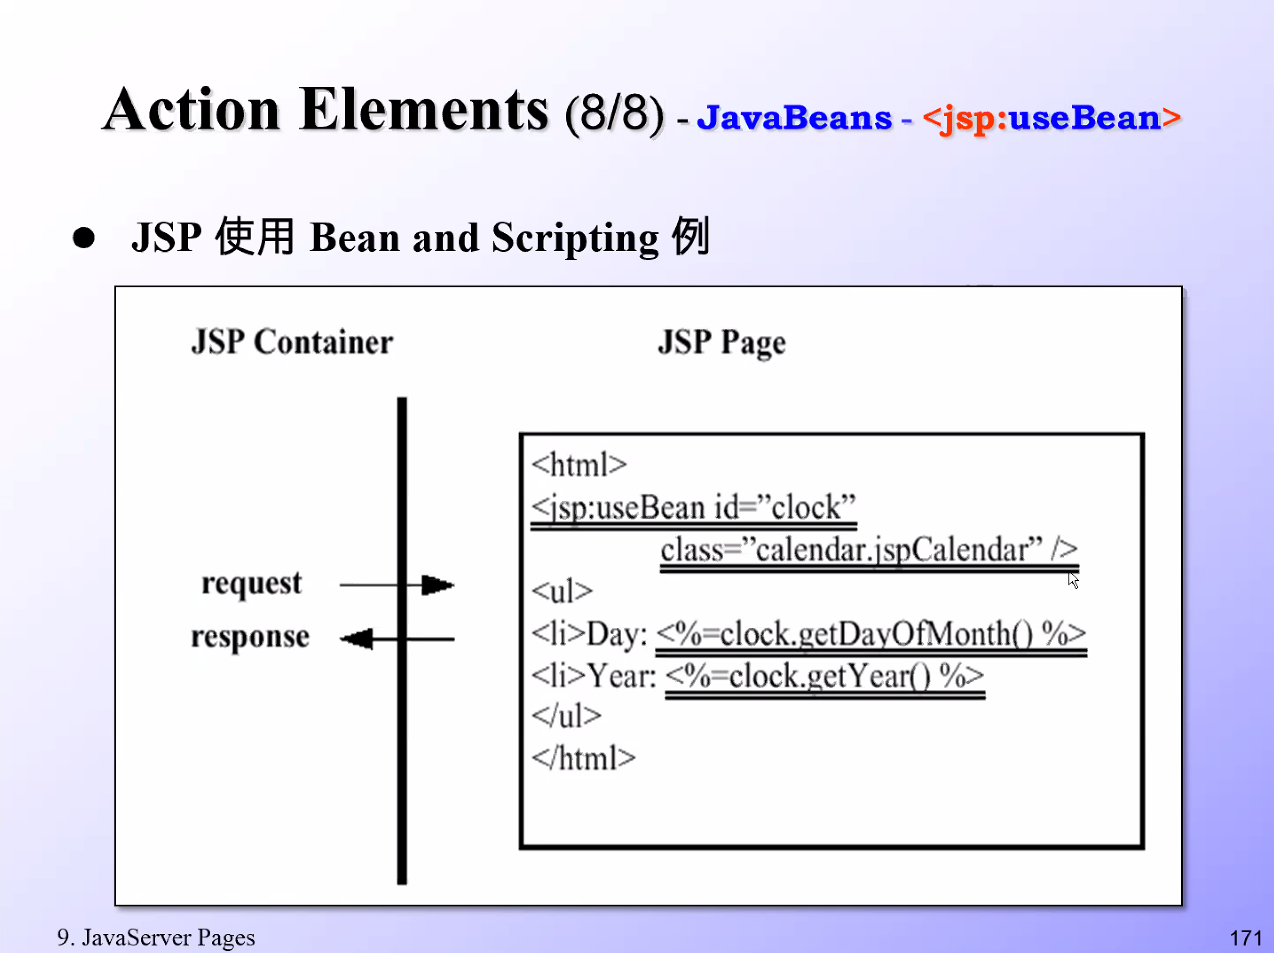 Action Elements (8/8) - JavaBeans - <jsp:useBean>
● JSP 使用 Bean and Scripting 例
JSP Container
JSP Page
<html>
<jsp:useBean id=”clock”
class=”calendar.jspCalendar” />
request
response
<ul>
<li>Day: <%=clock.getDayOfMonth() %>
<li>Year: <%=clock.getYear() %>
</ul>
</html>
9. JavaServer Pages
171